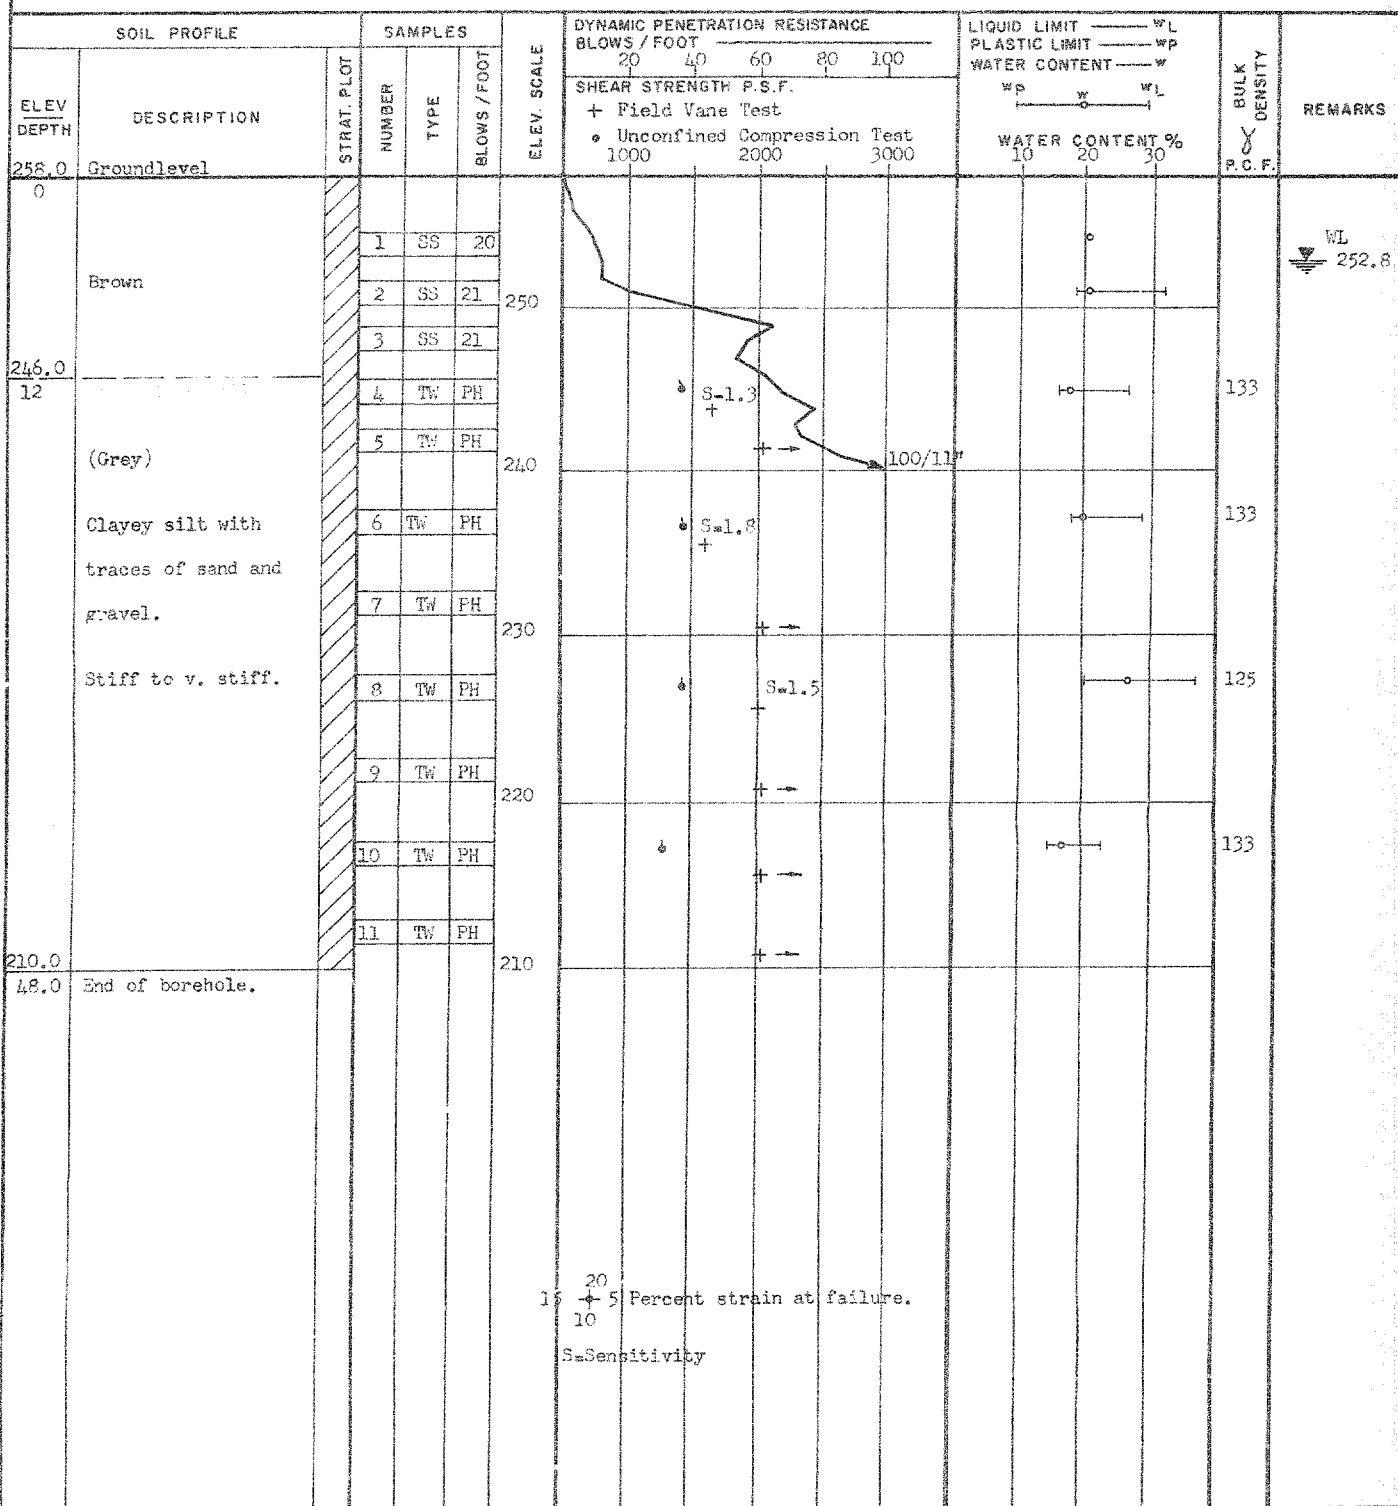 SOIL PROFILE
SAMPLES
ELEV. SCALE
DYNAMIC PENETRATION RESISTANCE
BLOWS / FOOT
20 40 60 80 100
SHEAR STRENGTH P.S.F.
+ Field Vane Test
• Unconfined Compression Test
1000 2000 3000
LIQUID LIMIT wL
PLASTIC LIMIT wP
WATER CONTENT w
wP w wL
WATER CONTENT %
10 20 30
BULK DENSITY
γ
P.C.F.
REMARKS
ELEV
DEPTH
DESCRIPTION
STRAT. PLOT
NUMBER
TYPE
BLOWS / FOOT
258.0 Groundlevel
0
1 SS 20
WL
252.8
Brown
2 SS 21
250
3 SS 21
246.0
12
4 TW PH
S=1.3
133
5 TW PH
(Grey)
240
100/11"
Clayey silt with
6 TW PH
S=1.8
133
traces of sand and
7 TW PH
gravel.
230
Stiff to v. stiff.
8 TW PH
S=1.5
125
9 TW PH
220
10 TW PH
133
11 TW PH
210.0
210
48.0 End of borehole.
20
15 5 Percent strain at failure.
10
S=Sensitivity